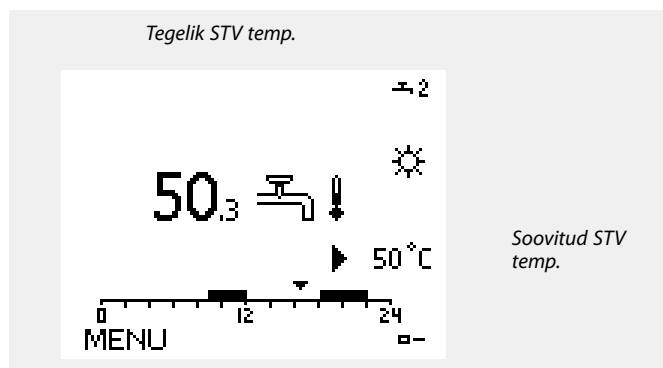 Tegelik STV temp.
2
50.3
50°C
Soovitud STV
temp.
0 12 24
MENU